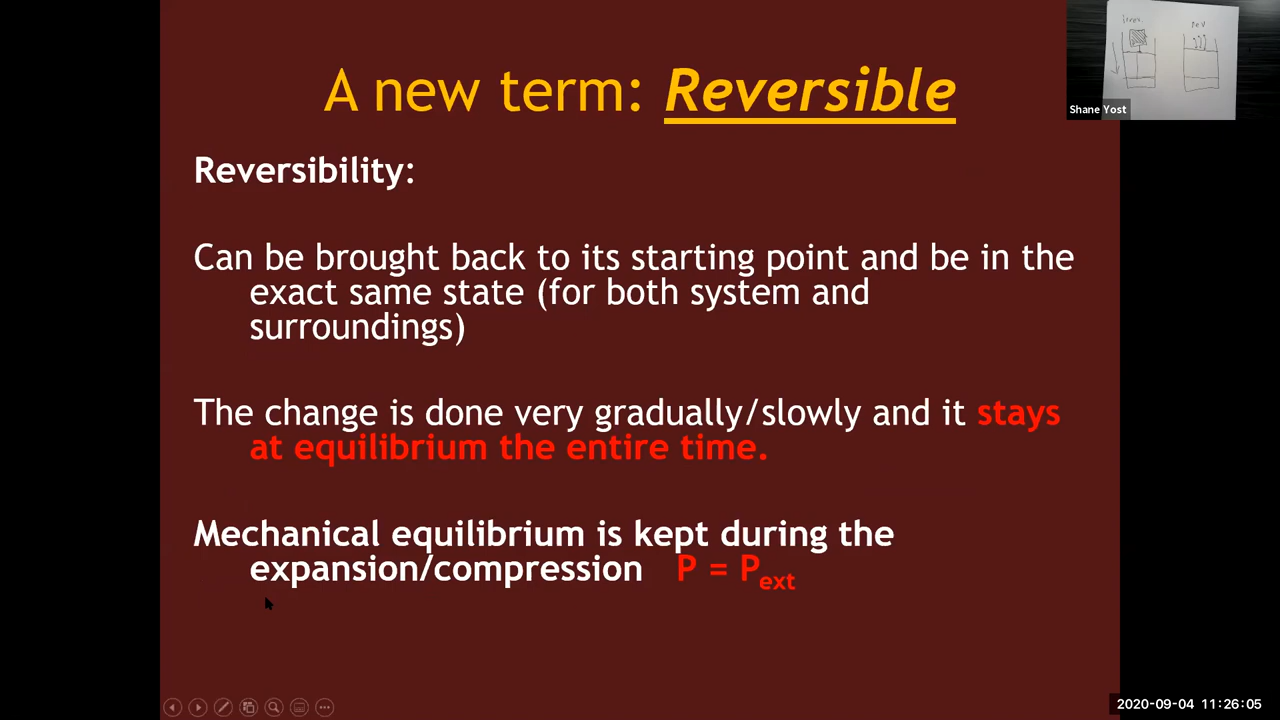 A new term: Reversible
Reversibility:
Can be brought back to its starting point and be in the
exact same state (for both system and
surroundings)
The change is done very gradually/slowly and it stays
at equilibrium the entire time.
Mechanical equilibrium is kept during the
expansion/compression P = Pext
Rev
Shane Yost
2020-09-04 11:26:05